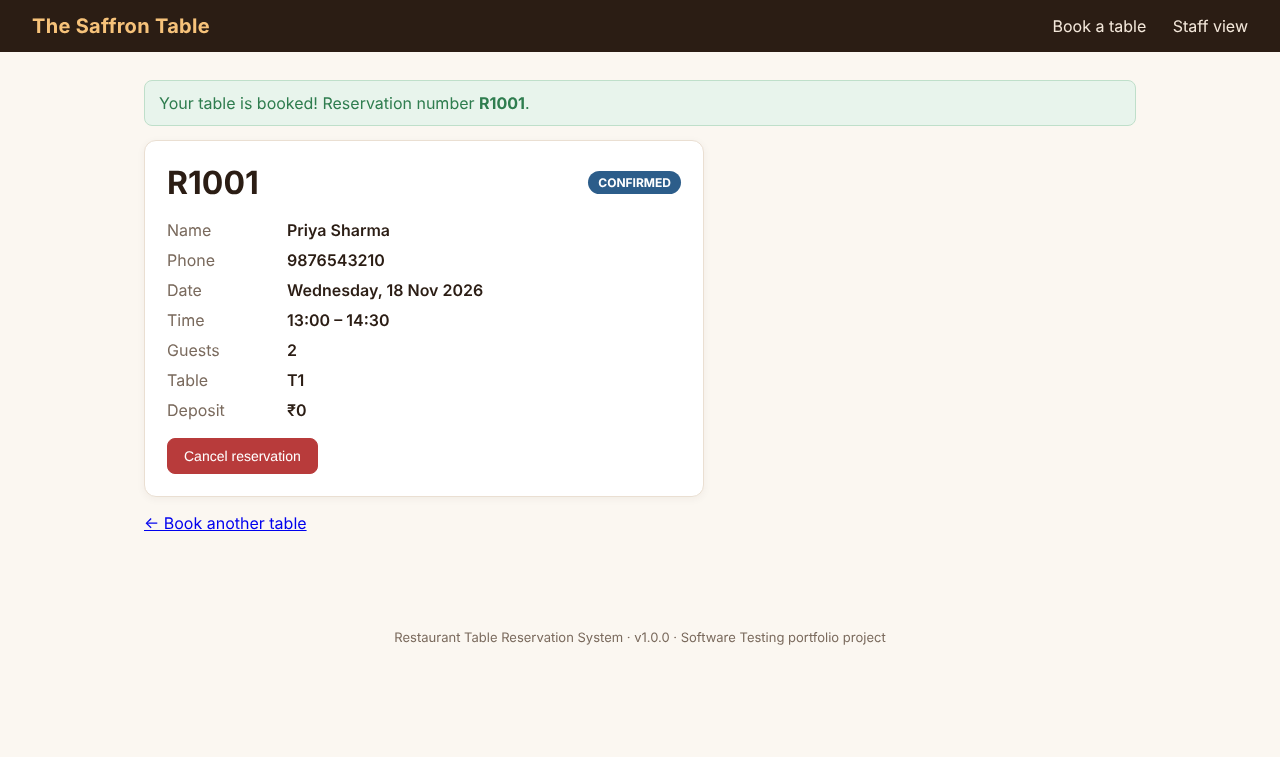 The Saffron Table
Book a table
Staff view
Your table is booked! Reservation number R1001.
R1001
CONFIRMED
Name Priya Sharma
Phone 9876543210
Date Wednesday, 18 Nov 2026
Time 13:00 – 14:30
Guests 2
Table T1
Deposit ₹0
Cancel reservation
← Book another table
Restaurant Table Reservation System · v1.0.0 · Software Testing portfolio project